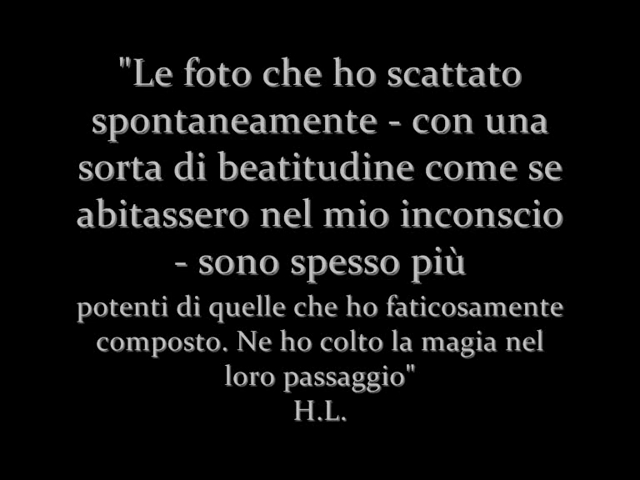 "Le foto che ho scattato
spontaneamente - con una
sorta di beatitudine come se
abitassero nel mio inconscio
- sono spesso più
potenti di quelle che ho faticosamente
composto. Ne ho colto la magia nel
loro passaggio"
H.L.